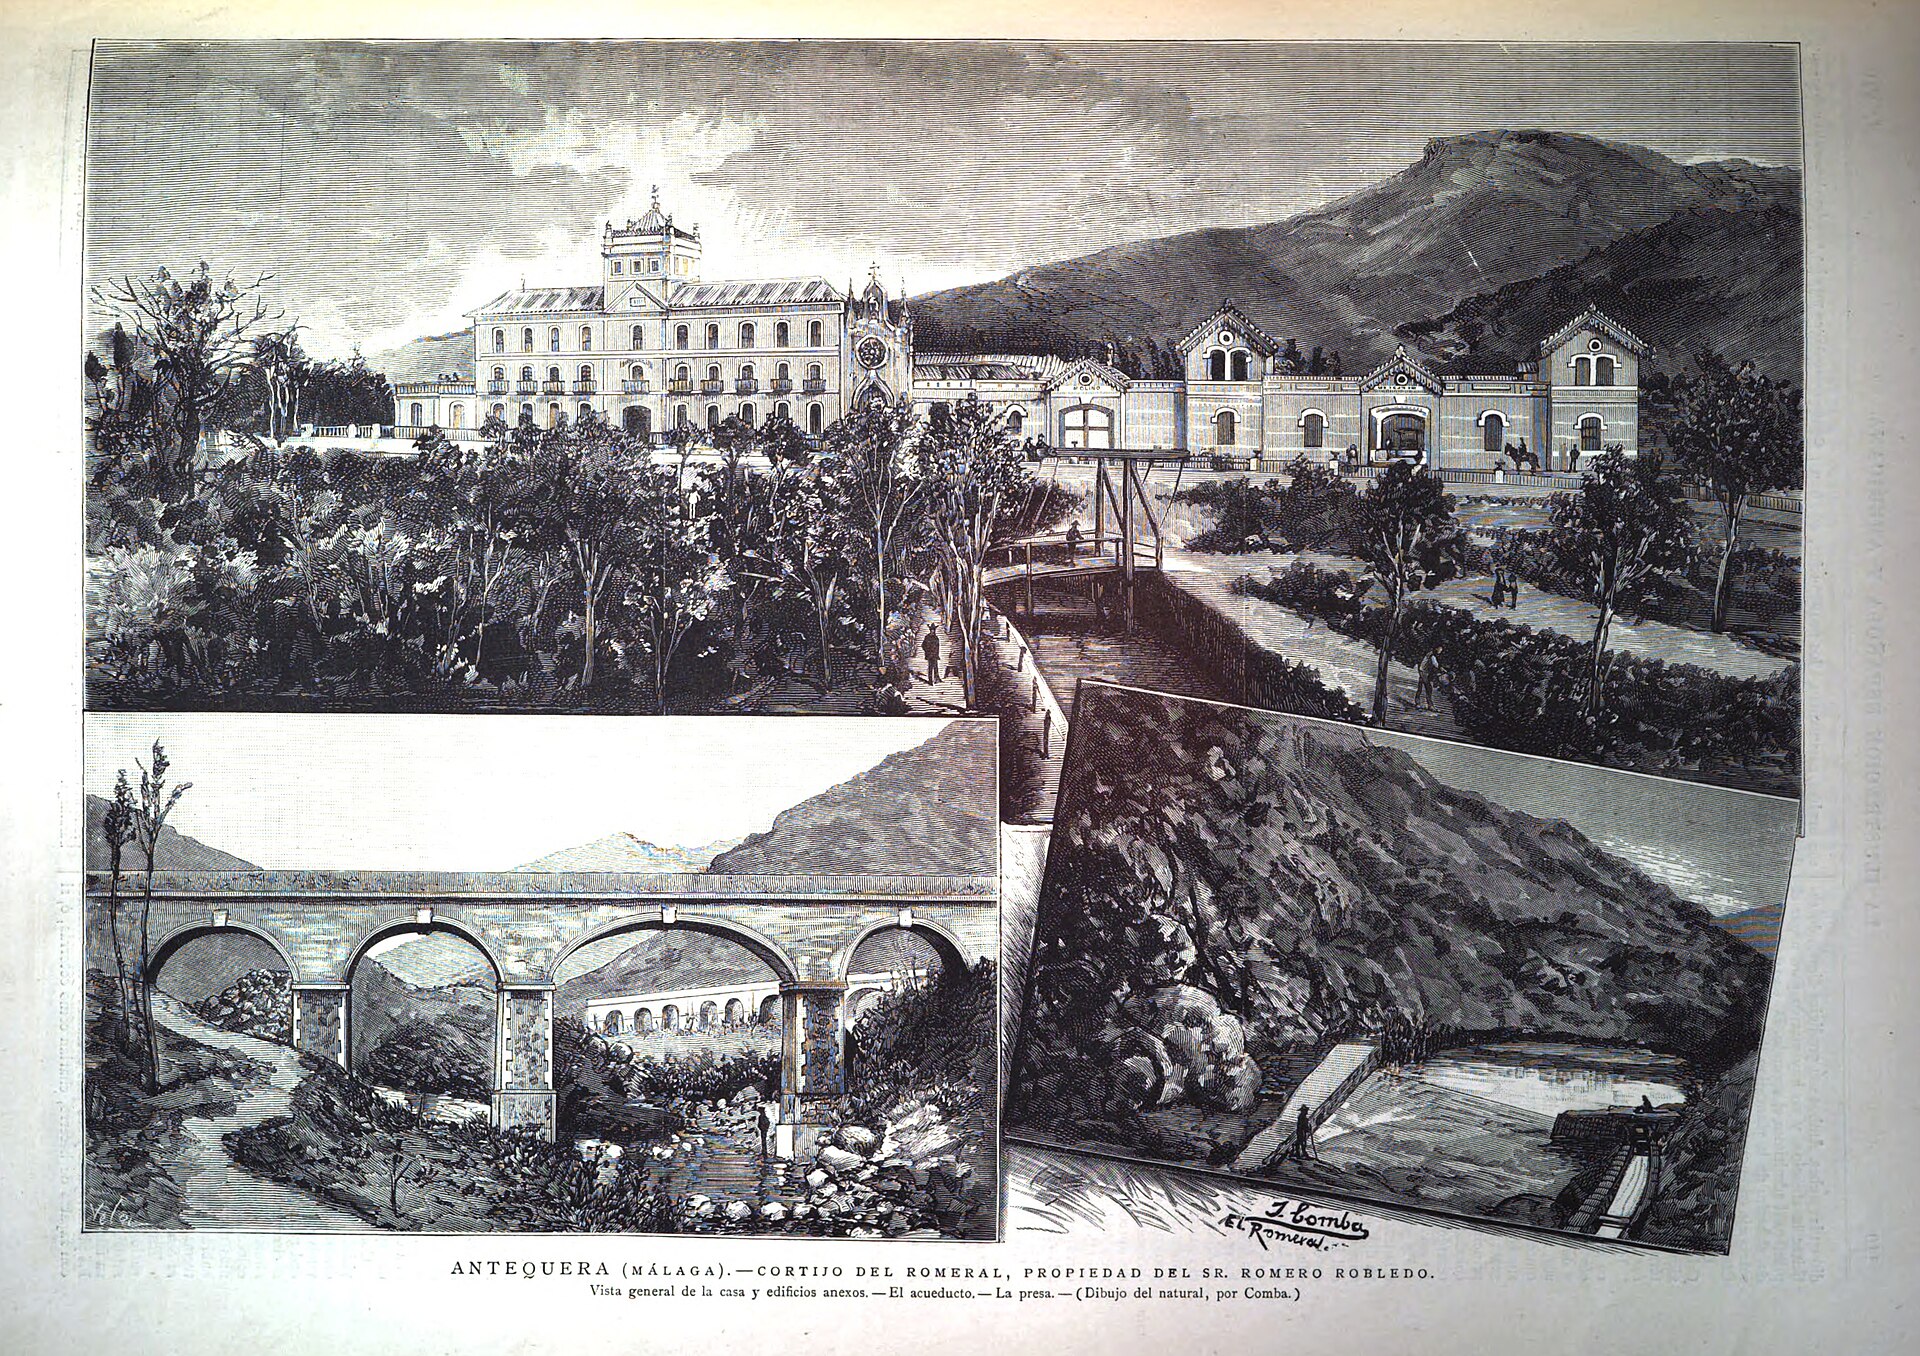 J. Comba
El Romeral
ANTEQUERA (MÁLAGA).—CORTIJO DEL ROMERAL, PROPIEDAD DEL SR. ROMERO ROBLEDO.
Vista general de la casa y edificios anexos.—El acueducto.—La presa.—(Dibujo del natural, por Comba.)